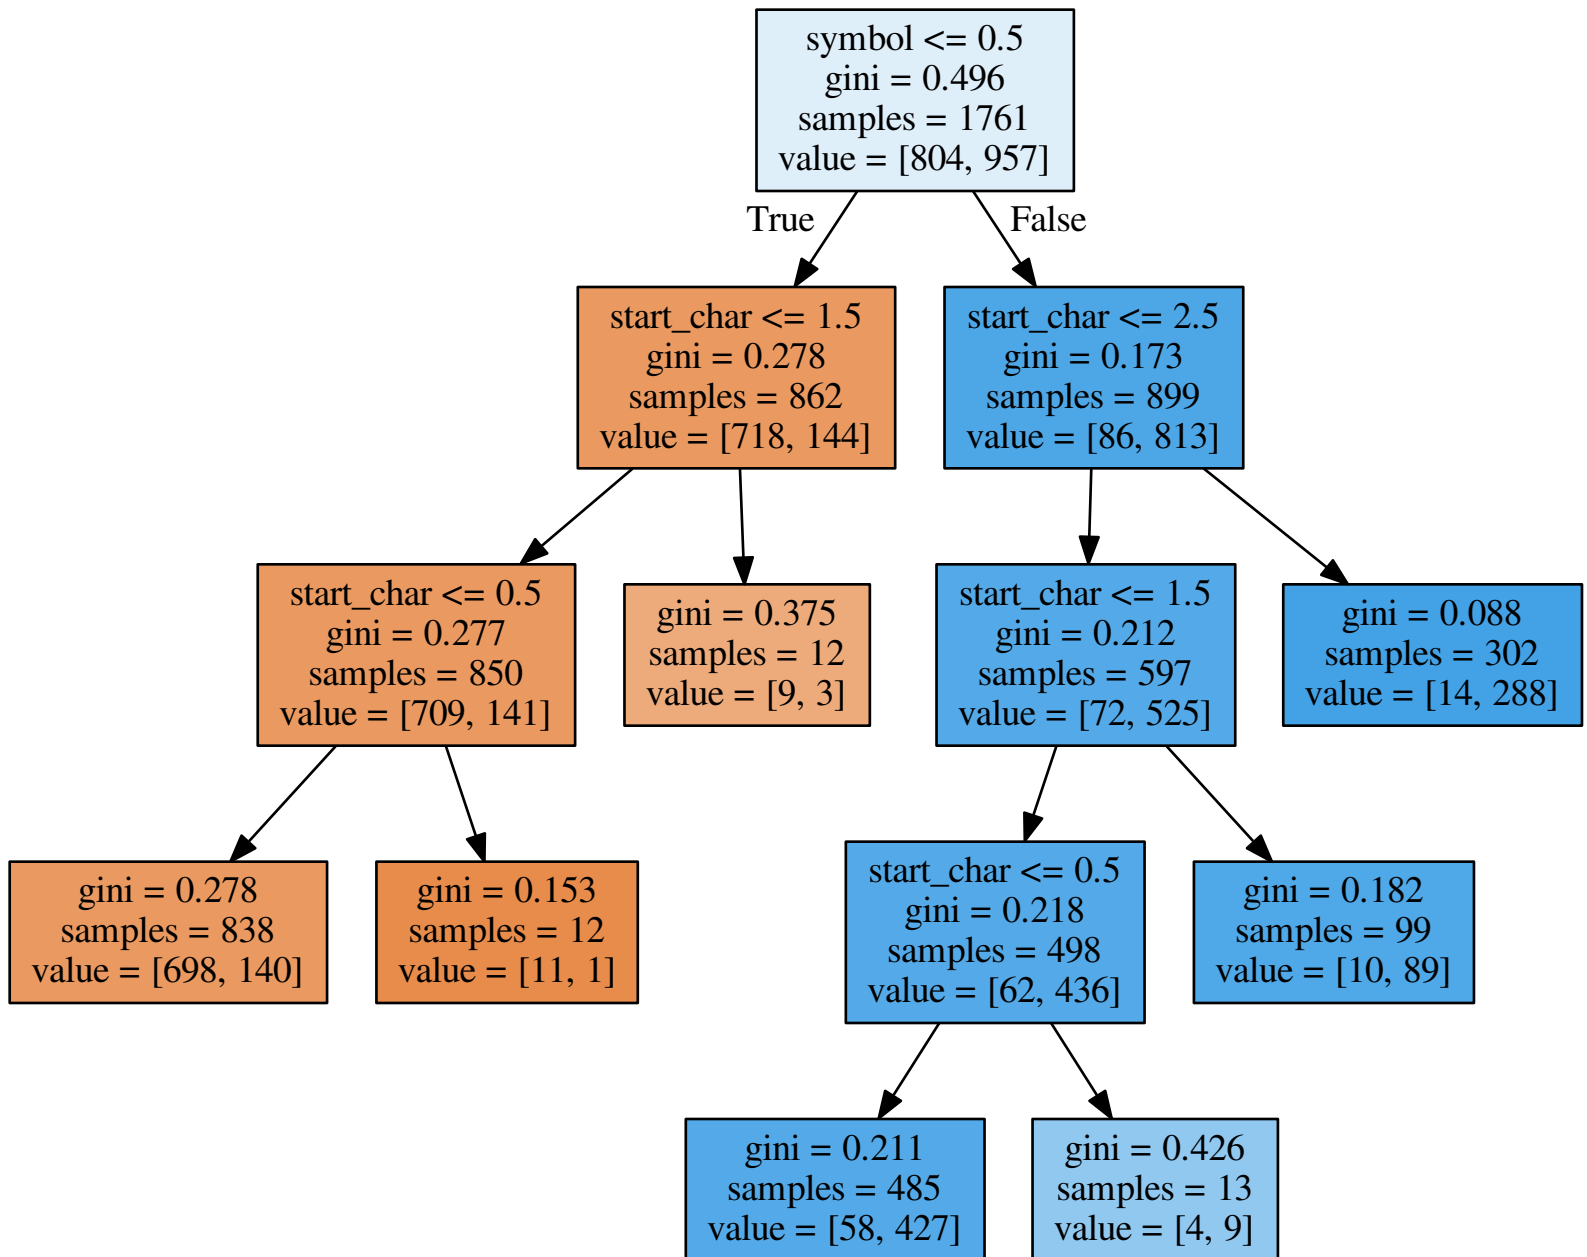 symbol <= 0.5
gini = 0.496
samples = 1761
value = [804, 957]
True
False
start_char <= 1.5
gini = 0.278
samples = 862
value = [718, 144]
start_char <= 2.5
gini = 0.173
samples = 899
value = [86, 813]
start_char <= 0.5
gini = 0.277
samples = 850
value = [709, 141]
gini = 0.375
samples = 12
value = [9, 3]
start_char <= 1.5
gini = 0.212
samples = 597
value = [72, 525]
gini = 0.088
samples = 302
value = [14, 288]
gini = 0.278
samples = 838
value = [698, 140]
gini = 0.153
samples = 12
value = [11, 1]
start_char <= 0.5
gini = 0.218
samples = 498
value = [62, 436]
gini = 0.182
samples = 99
value = [10, 89]
gini = 0.211
samples = 485
value = [58, 427]
gini = 0.426
samples = 13
value = [4, 9]